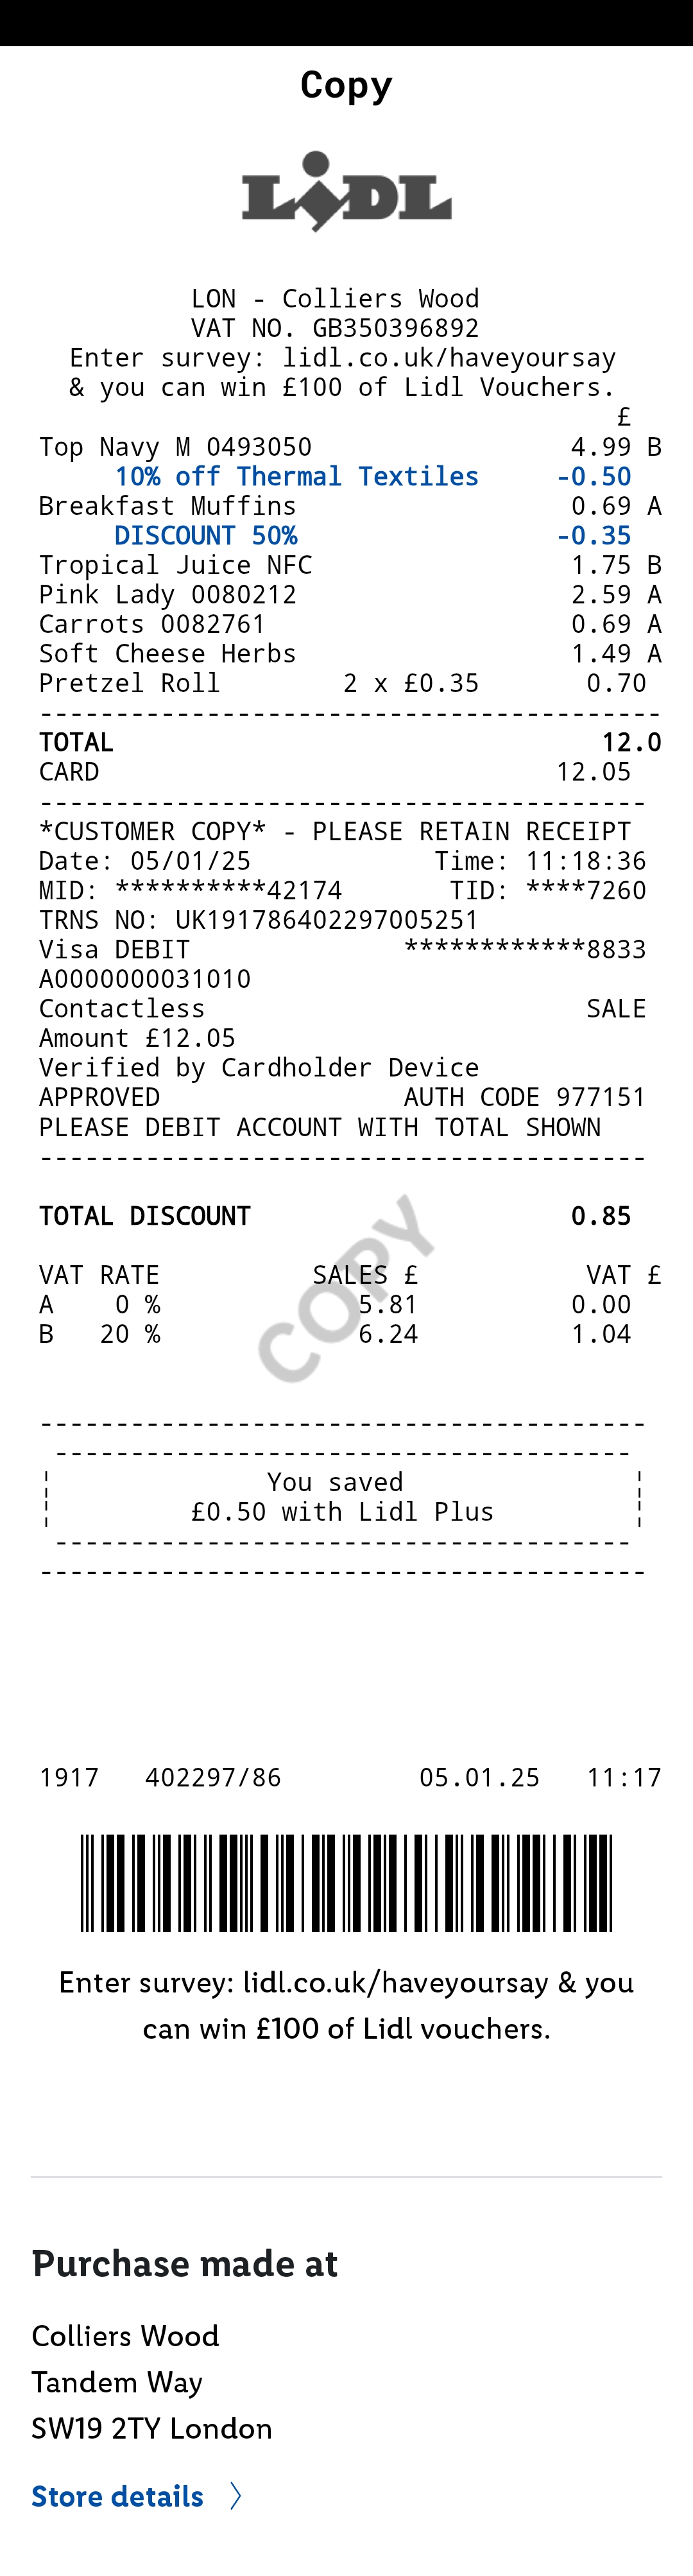 Copy
LIDL
LON - Colliers Wood
VAT NO. GB350396892
Enter survey: lidl.co.uk/haveyoursay
& you can win £100 of Lidl Vouchers.
£
Top Navy M 0493050 4.99 B
10% off Thermal Textiles -0.50
Breakfast Muffins 0.69 A
DISCOUNT 50% -0.35
Tropical Juice NFC 1.75 B
Pink Lady 0080212 2.59 A
Carrots 0082761 0.69 A
Soft Cheese Herbs 1.49 A
Pretzel Roll 2 x £0.35 0.70
-----------------------------------------
TOTAL 12.0
CARD 12.05
----------------------------------------
*CUSTOMER COPY* - PLEASE RETAIN RECEIPT
Date: 05/01/25 Time: 11:18:36
MID: **********42174 TID: ****7260
TRNS NO: UK191786402297005251
Visa DEBIT ************8833
A0000000031010
Contactless SALE
Amount £12.05
Verified by Cardholder Device
APPROVED AUTH CODE 977151
PLEASE DEBIT ACCOUNT WITH TOTAL SHOWN
----------------------------------------
TOTAL DISCOUNT 0.85
VAT RATE SALES £ VAT £
A 0 % 5.81 0.00
B 20 % 6.24 1.04
COPY
----------------------------------------
--------------------------------------
¦ You saved ¦
¦ £0.50 with Lidl Plus ¦
--------------------------------------
----------------------------------------
1917 402297/86 05.01.25 11:17
Enter survey: lidl.co.uk/haveyoursay & you
can win £100 of Lidl vouchers.
Purchase made at
Colliers Wood
Tandem Way
SW19 2TY London
Store details >